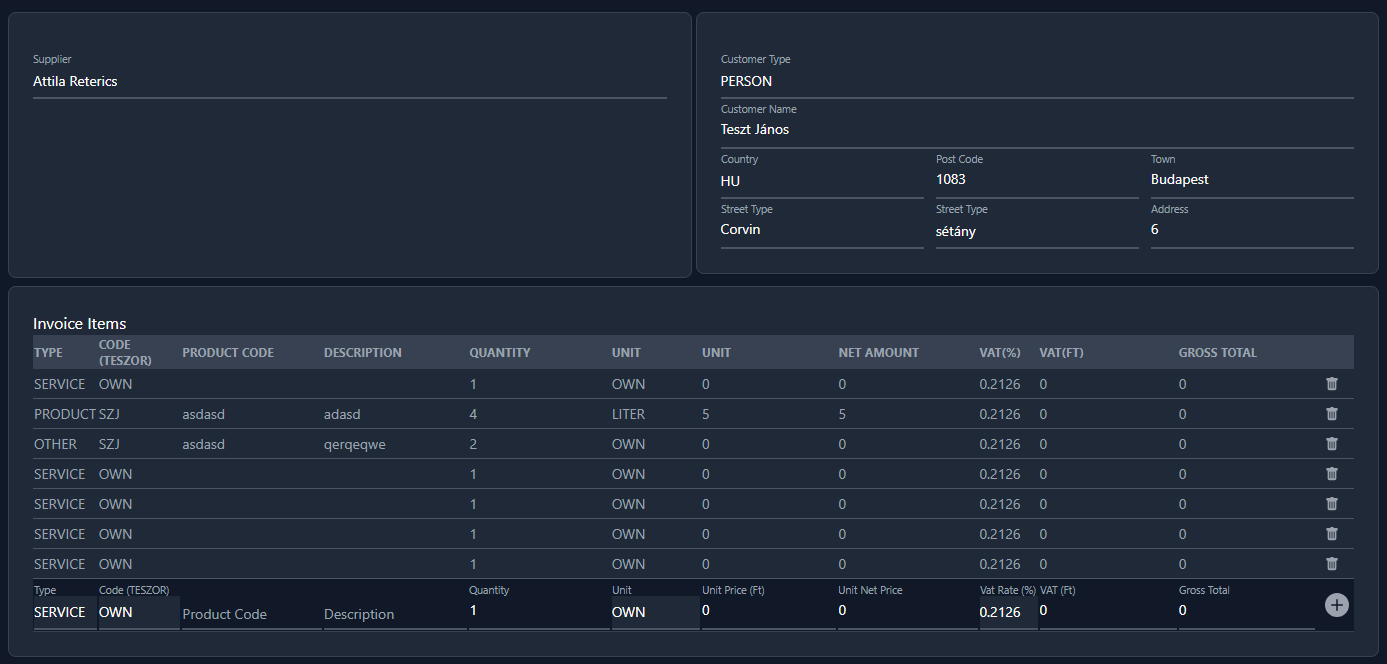 Supplier
Attila Reterics
Customer Type
PERSON
Customer Name
Teszt János
Country Post Code Town
HU 1083 Budapest
Street Type Street Type Address
Corvin sétány 6
Invoice Items
TYPE CODE (TESZOR) PRODUCT CODE DESCRIPTION QUANTITY UNIT UNIT NET AMOUNT VAT(%) VAT(FT) GROSS TOTAL
SERVICE OWN 1 OWN 0 0 0.2126 0 0
PRODUCT SZJ asdasd adasd 4 LITER 5 5 0.2126 0 0
OTHER SZJ asdasd qerqeqwe 2 OWN 0 0 0.2126 0 0
SERVICE OWN 1 OWN 0 0 0.2126 0 0
SERVICE OWN 1 OWN 0 0 0.2126 0 0
SERVICE OWN 1 OWN 0 0 0.2126 0 0
SERVICE OWN 1 OWN 0 0 0.2126 0 0
Type Code (TESZOR) Quantity Unit Unit Price (Ft) Unit Net Price Vat Rate (%) VAT (Ft) Gross Total
SERVICE OWN Product Code Description 1 OWN 0 0 0.2126 0 0